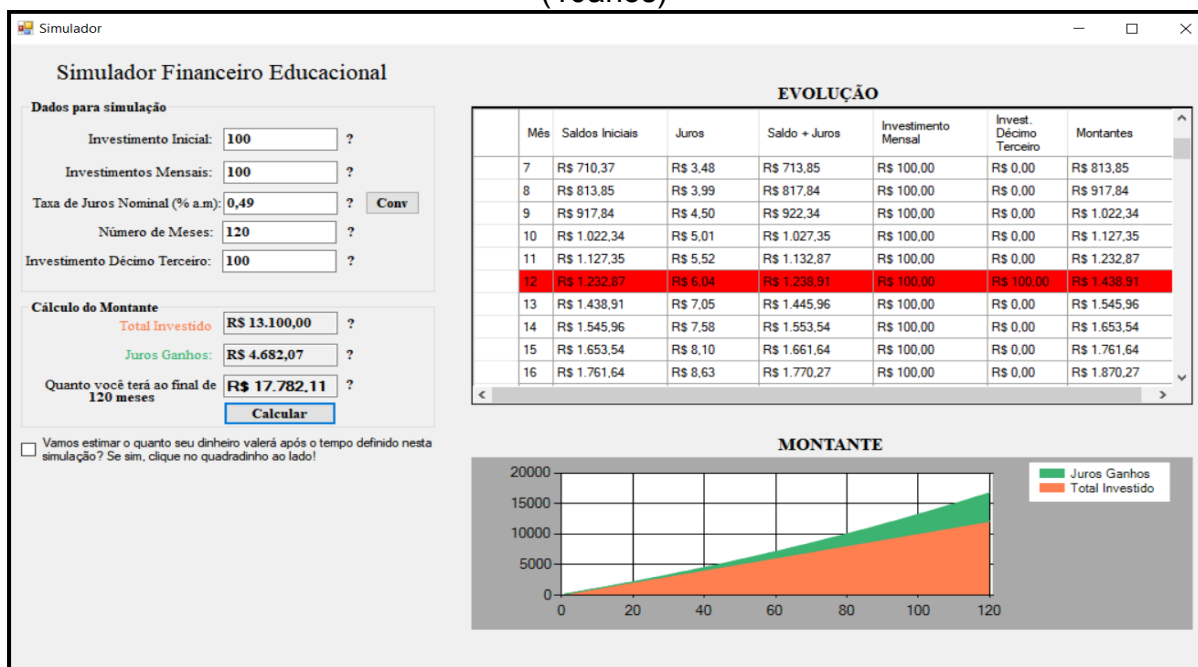 (10anos)
Simulador
Simulador Financeiro Educacional
Dados para simulação
Investimento Inicial: 100 ?
Investimentos Mensais: 100 ?
Taxa de Juros Nominal (% a.m): 0,49 ? Conv
Número de Meses: 120 ?
Investimento Décimo Terceiro: 100 ?
Cálculo do Montante
Total Investido R$ 13.100,00 ?
Juros Ganhos: R$ 4.682,07 ?
Quanto você terá ao final de R$ 17.782,11 ?
120 meses
Calcular
Vamos estimar o quanto seu dinheiro valerá após o tempo definido nesta
simulação? Se sim, clique no quadradinho ao lado!
EVOLUÇÃO
Mês Saldos Iniciais Juros Saldo + Juros Investimento Mensal Invest. Décimo Terceiro Montantes
7 R$ 710,37 R$ 3,48 R$ 713,85 R$ 100,00 R$ 0,00 R$ 813,85
8 R$ 813,85 R$ 3,99 R$ 817,84 R$ 100,00 R$ 0,00 R$ 917,84
9 R$ 917,84 R$ 4,50 R$ 922,34 R$ 100,00 R$ 0,00 R$ 1.022,34
10 R$ 1.022,34 R$ 5,01 R$ 1.027,35 R$ 100,00 R$ 0,00 R$ 1.127,35
11 R$ 1.127,35 R$ 5,52 R$ 1.132,87 R$ 100,00 R$ 0,00 R$ 1.232,87
12 R$ 1.232,87 R$ 6,04 R$ 1.238,91 R$ 100,00 R$ 100,00 R$ 1.438,91
13 R$ 1.438,91 R$ 7,05 R$ 1.445,96 R$ 100,00 R$ 0,00 R$ 1.545,96
14 R$ 1.545,96 R$ 7,58 R$ 1.553,54 R$ 100,00 R$ 0,00 R$ 1.653,54
15 R$ 1.653,54 R$ 8,10 R$ 1.661,64 R$ 100,00 R$ 0,00 R$ 1.761,64
16 R$ 1.761,64 R$ 8,63 R$ 1.770,27 R$ 100,00 R$ 0,00 R$ 1.870,27
MONTANTE
20000
15000
10000
5000
0
0 20 40 60 80 100 120
Juros Ganhos
Total Investido